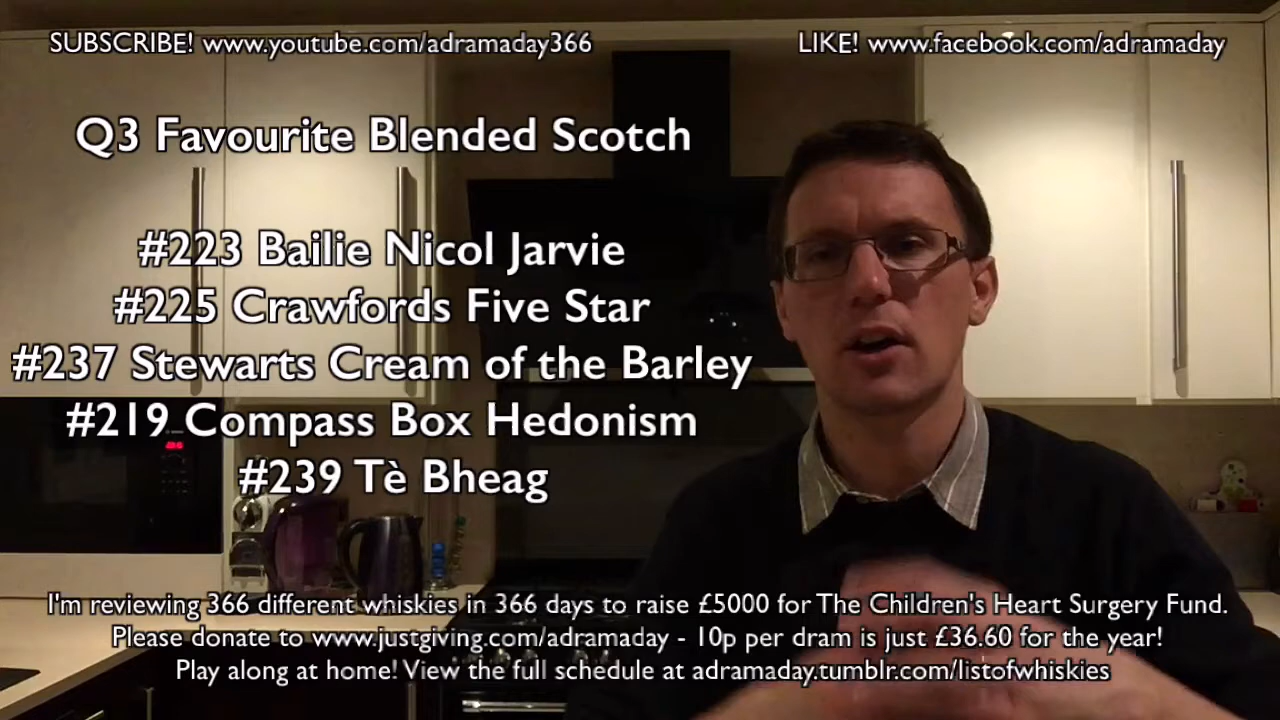 SUBSCRIBE! www.youtube.com/adramaday366
LIKE! www.facebook.com/adramaday
Q3 Favourite Blended Scotch
#223 Bailie Nicol Jarvie
#225 Crawfords Five Star
#237 Stewarts Cream of the Barley
#219 Compass Box Hedonism
#239 Tè Bheag
I'm reviewing 366 different whiskies in 366 days to raise £5000 for The Children's Heart Surgery Fund.
Please donate to www.justgiving.com/adramaday - 10p per dram is just £36.60 for the year!
Play along at home! View the full schedule at adramaday.tumblr.com/listofwhiskies